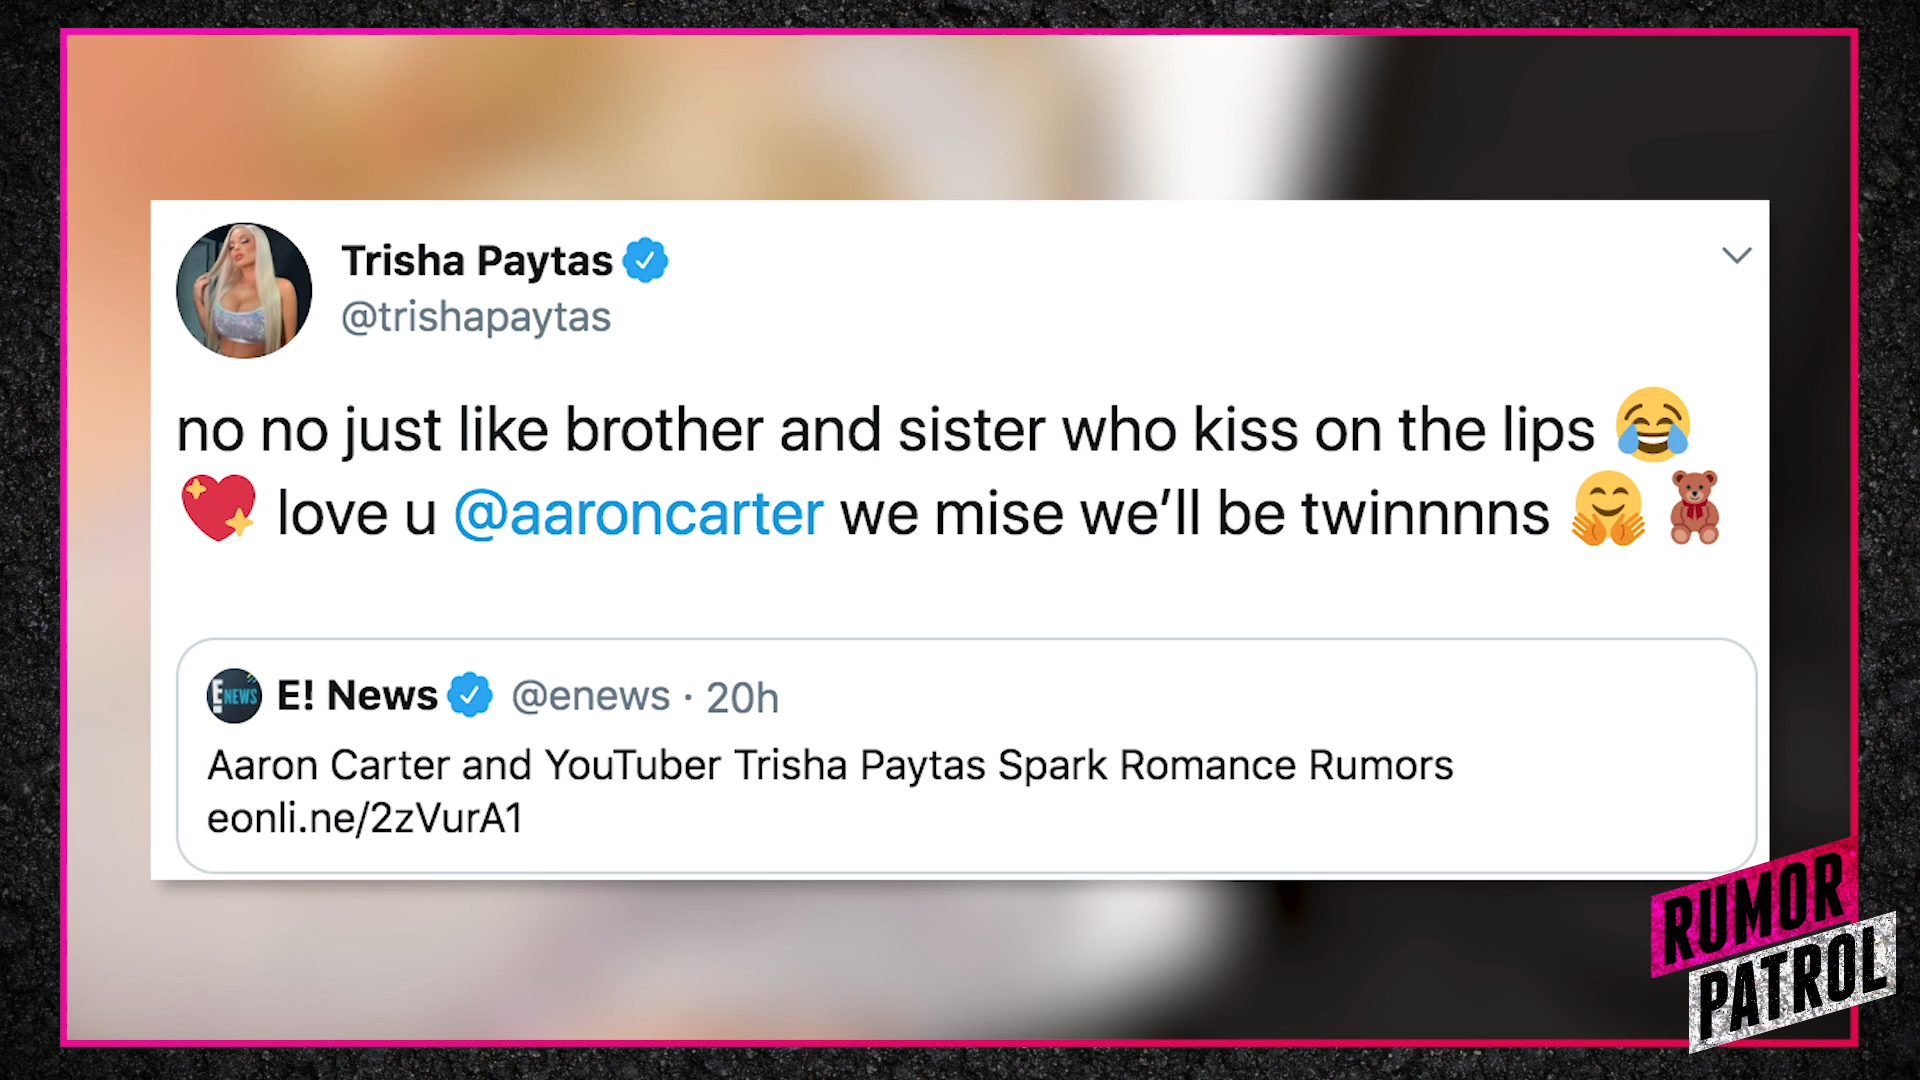 Trisha Paytas
@trishapaytas
no no just like brother and sister who kiss on the lips 😂
💖 love u @aaroncarter we mise we’ll be twinnnns 🤗 🧸
E! NEWS
E! News @enews · 20h
Aaron Carter and YouTuber Trisha Paytas Spark Romance Rumors
eonli.ne/2zVurA1
RUMOR
PATROL